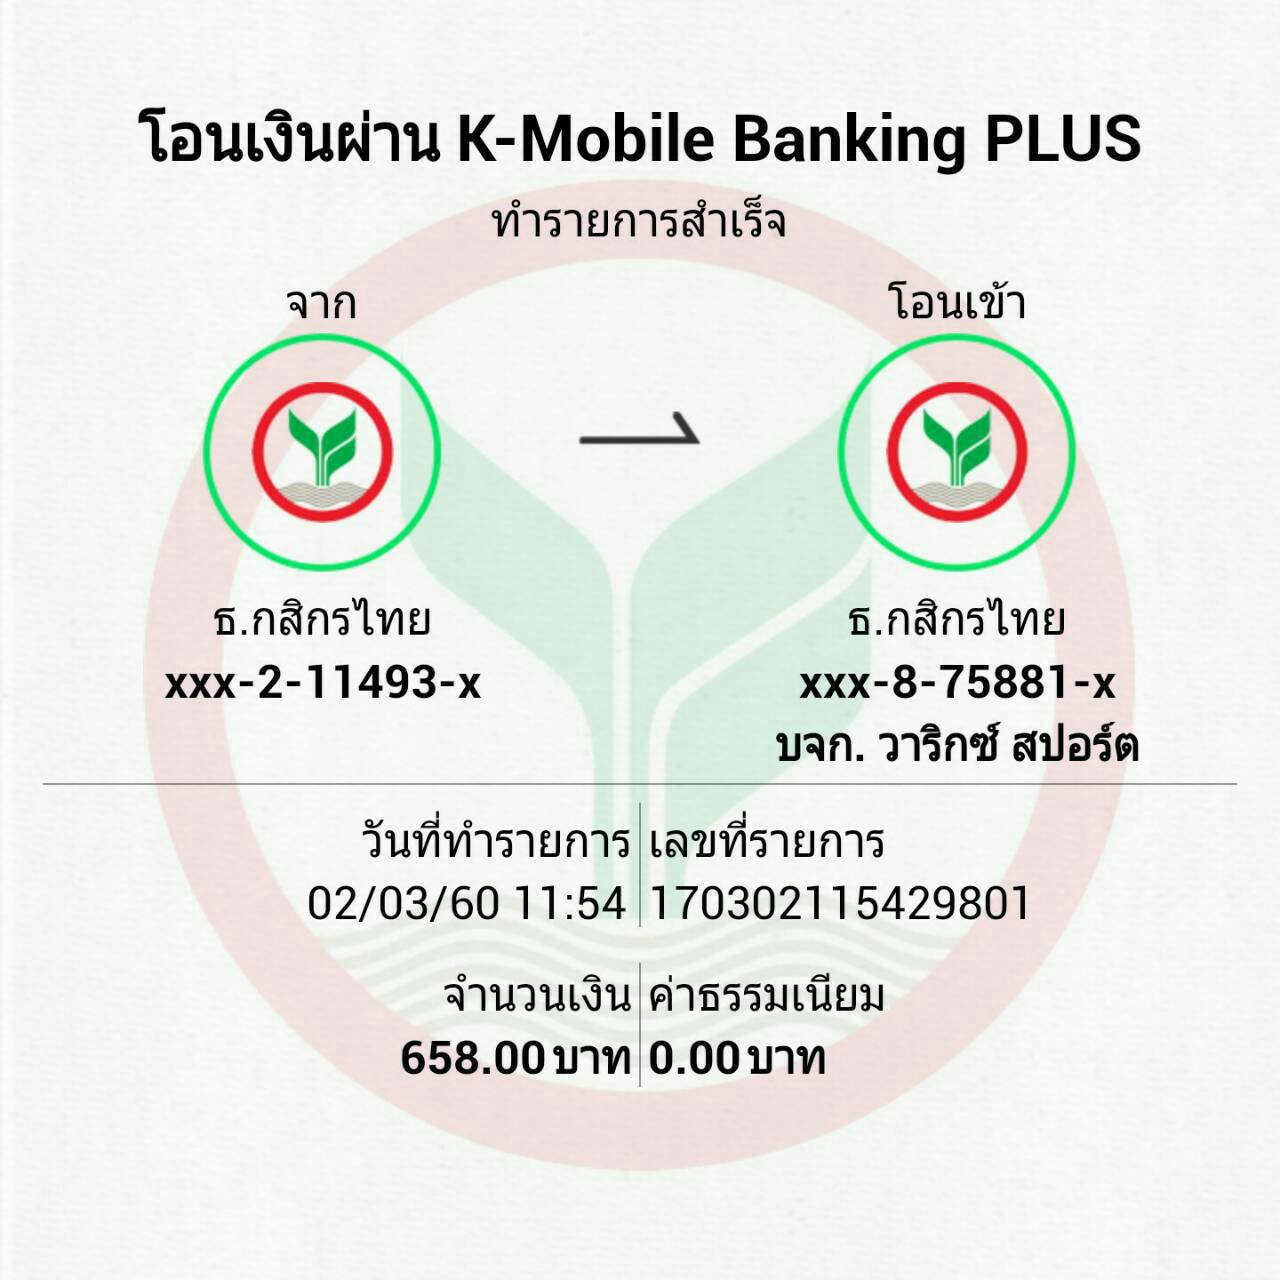 โอนเงินผ่าน K-Mobile Banking PLUS
ทำรายการสำเร็จ
จาก
โอนเข้า
ธ.กสิกรไทย
ธ.กสิกรไทย
xxx-2-11493-x
xxx-8-75881-x
บจก. วาริกซ์ สปอร์ต
วันที่ทำรายการ
เลขที่รายการ
02/03/60 11:54
170302115429801
จำนวนเงิน
ค่าธรรมเนียม
658.00 บาท
0.00 บาท